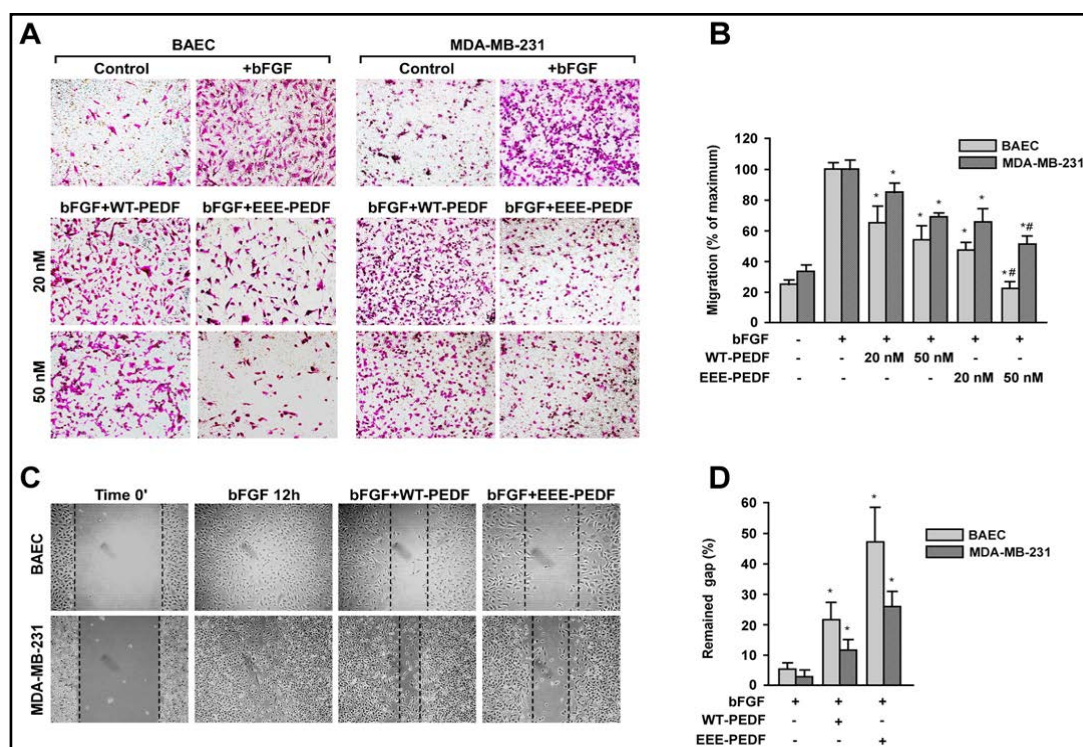 A
BAEC
MDA-MB-231
Control
+bFGF
Control
+bFGF
bFGF+WT-PEDF
bFGF+EEE-PEDF
bFGF+WT-PEDF
bFGF+EEE-PEDF
20 nM
50 nM
B
BAEC
MDA-MB-231
Migration (% of maximum)
120
100
80
60
40
20
0
* * * * * * *# *#
bFGF - + + + + +
WT-PEDF - - 20 nM 50 nM - -
EEE-PEDF - - - - 20 nM 50 nM
C
Time 0'
bFGF 12h
bFGF+WT-PEDF
bFGF+EEE-PEDF
BAEC
MDA-MB-231
D
BAEC
MDA-MB-231
Remained gap (%)
60
50
40
30
20
10
0
* * * *
bFGF + + +
WT-PEDF - + -
EEE-PEDF - - +